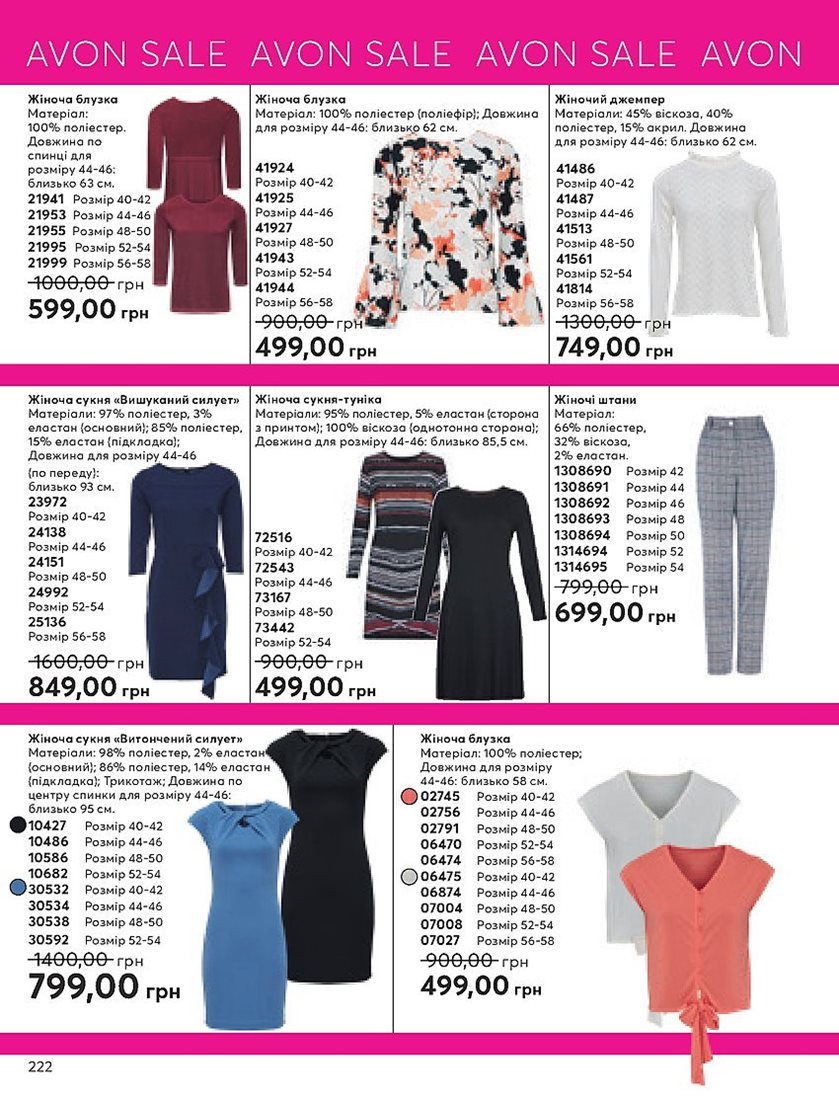 AVON SALE AVON SALE AVON SALE AVON
Жіноча блузка
Матеріал:
100% поліестер.
Довжина по
спинці для
розміру 44-46:
близько 63 см.
21941 Розмір 40-42
21953 Розмір 44-46
21955 Розмір 48-50
21995 Розмір 52-54
21999 Розмір 56-58
1000,00 грн
599,00 грн
Жіноча блузка
Матеріал: 100% поліестер (поліефір); Довжина
для розміру 44-46: близько 62 см.
41924
Розмір 40-42
41925
Розмір 44-46
41927
Розмір 48-50
41943
Розмір 52-54
41944
Розмір 56-58
900,00 грн
499,00 грн
Жіночий джемпер
Матеріали: 45% віскоза, 40%
поліестер, 15% акрил. Довжина
для розміру 44-46: близько 62 см.
41486
Розмір 40-42
41487
Розмір 44-46
41513
Розмір 48-50
41561
Розмір 52-54
41814
Розмір 56-58
1300,00 грн
749,00 грн
Жіноча сукня «Вишуканий силует»
Матеріали: 97% поліестер, 3%
еластан (основний); 85% поліестер,
15% еластан (підкладка);
Довжина для розміру 44-46
(по переду):
близько 93 см.
23972
Розмір 40-42
24138
Розмір 44-46
24151
Розмір 48-50
24992
Розмір 52-54
25136
Розмір 56-58
1600,00 грн
849,00 грн
Жіноча сукня-туніка
Матеріали: 95% поліестер, 5% еластан (сторона
з принтом); 100% віскоза (однотонна сторона);
Довжина для розміру 44-46: близько 85,5 см.
72516
Розмір 40-42
72543
Розмір 44-46
73167
Розмір 48-50
73442
Розмір 52-54
900,00 грн
499,00 грн
Жіночі штани
Матеріал:
66% поліестер,
32% віскоза,
2% еластан.
1308690 Розмір 42
1308691 Розмір 44
1308692 Розмір 46
1308693 Розмір 48
1308694 Розмір 50
1314694 Розмір 52
1314695 Розмір 54
799,00 грн
699,00 грн
Жіноча сукня «Витончений силует»
Матеріали: 98% поліестер, 2% еластан
(основний); 86% поліестер, 14% еластан
(підкладка); Трикотаж; Довжина по
центру спинки для розміру 44-46:
близько 95 см.
10427 Розмір 40-42
10486 Розмір 44-46
10586 Розмір 48-50
10682 Розмір 52-54
30532 Розмір 40-42
30534 Розмір 44-46
30538 Розмір 48-50
30592 Розмір 52-54
1400,00 грн
799,00 грн
Жіноча блузка
Матеріал: 100% поліестер;
Довжина для розміру
44-46: близько 58 см.
02745 Розмір 40-42
02756 Розмір 44-46
02791 Розмір 48-50
06470 Розмір 52-54
06474 Розмір 56-58
06475 Розмір 40-42
06874 Розмір 44-46
07004 Розмір 48-50
07008 Розмір 52-54
07027 Розмір 56-58
900,00 грн
499,00 грн
222